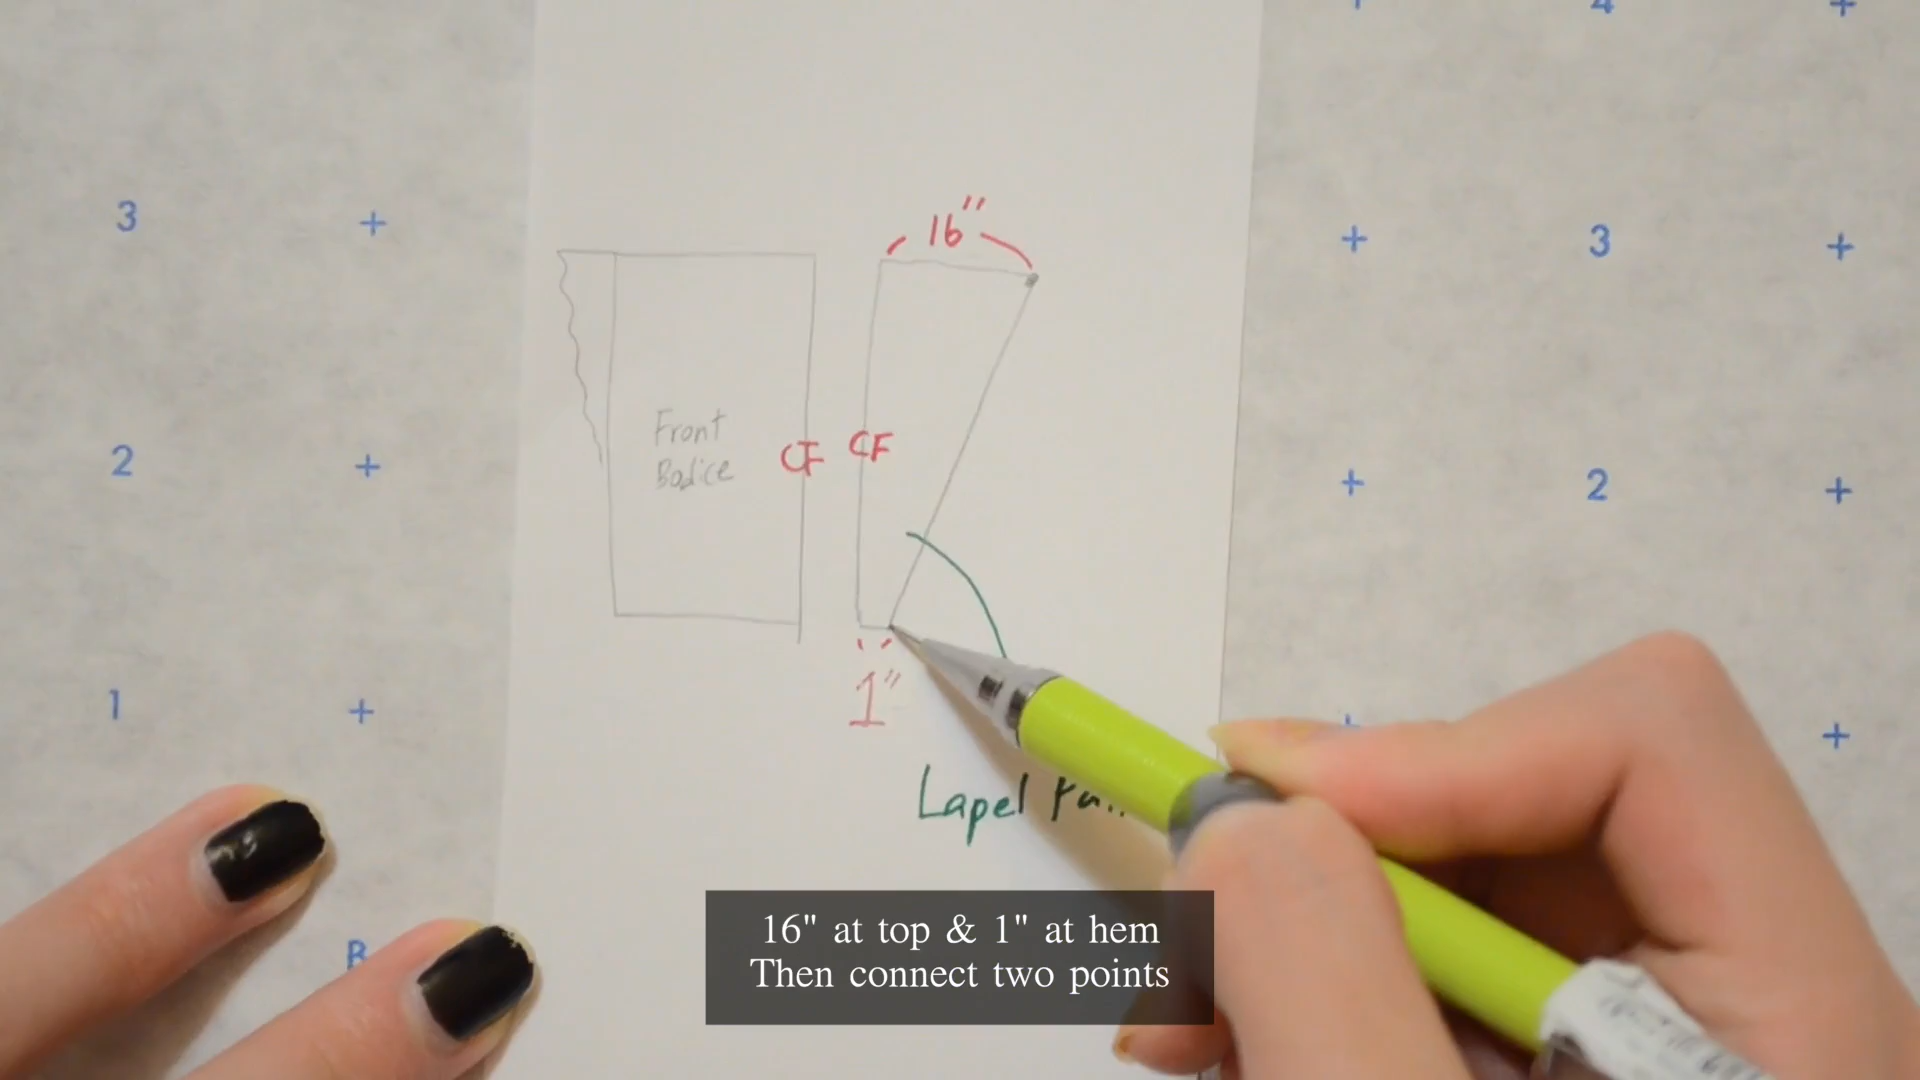 4
3
3
2
2
1
B
16"
Front
Bodice
CF
CF
1"
Lapel
16" at top & 1" at hem
Then connect two points